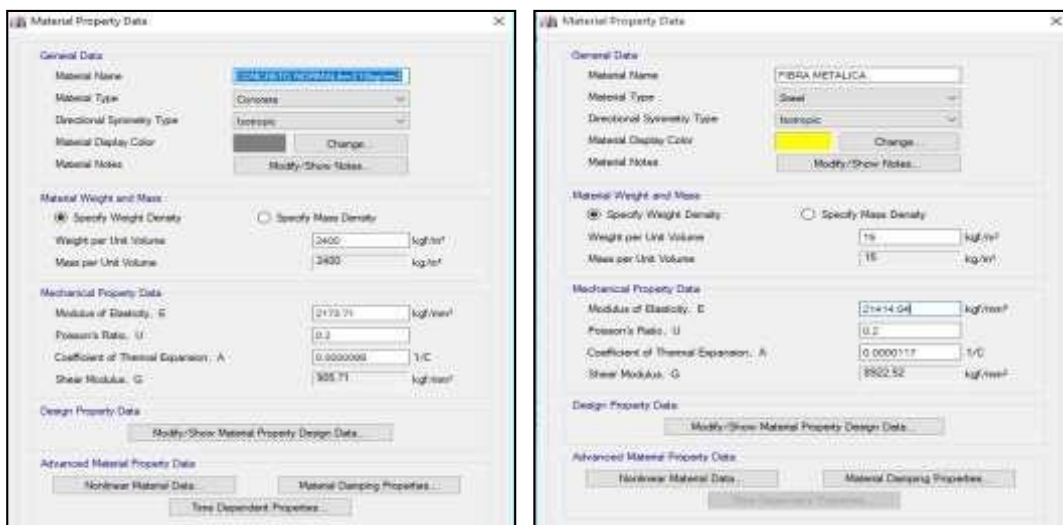 Material Property Data
General Data
Material Name CONCRETO NORMAL
Material Type Concrete
Directional Symmetry Type Isotropic
Material Display Color Change...
Material Notes Modify/Show Notes...
Material Weight and Mass
Specify Weight Density Specify Mass Density
Weight per Unit Volume 2400 kgf/m³
Mass per Unit Volume 2400 kg/m³
Mechanical Property Data
Modulus of Elasticity, E 2173.71 kgf/mm²
Poisson's Ratio, U 0.2
Coefficient of Thermal Expansion, A 1/C
Shear Modulus, G 905.71 kgf/mm²
Design Property Data
Modify/Show Material Property Design Data...
Advanced Material Property Data
Nonlinear Material Data... Material Damping Properties...
Time Dependent Properties...
Material Property Data
General Data
Material Name FIBRA METALICA
Material Type Steel
Directional Symmetry Type Isotropic
Material Display Color Change...
Material Notes Modify/Show Notes...
Material Weight and Mass
Specify Weight Density Specify Mass Density
Weight per Unit Volume 15 kgf/m³
Mass per Unit Volume 15 kg/m³
Mechanical Property Data
Modulus of Elasticity, E 21414.04 kgf/mm²
Poisson's Ratio, U 0.2
Coefficient of Thermal Expansion, A 0.0000117 1/C
Shear Modulus, G 8922.52 kgf/mm²
Design Property Data
Modify/Show Material Property Design Data...
Advanced Material Property Data
Nonlinear Material Data... Material Damping Properties...
Time Dependent Properties...